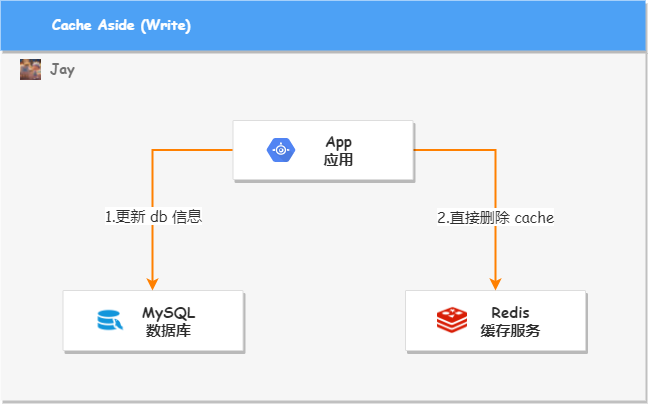 Cache Aside (Write)
Jay
App
应用
1.更新 db 信息
2.直接删除 cache
MySQL
数据库
Redis
缓存服务